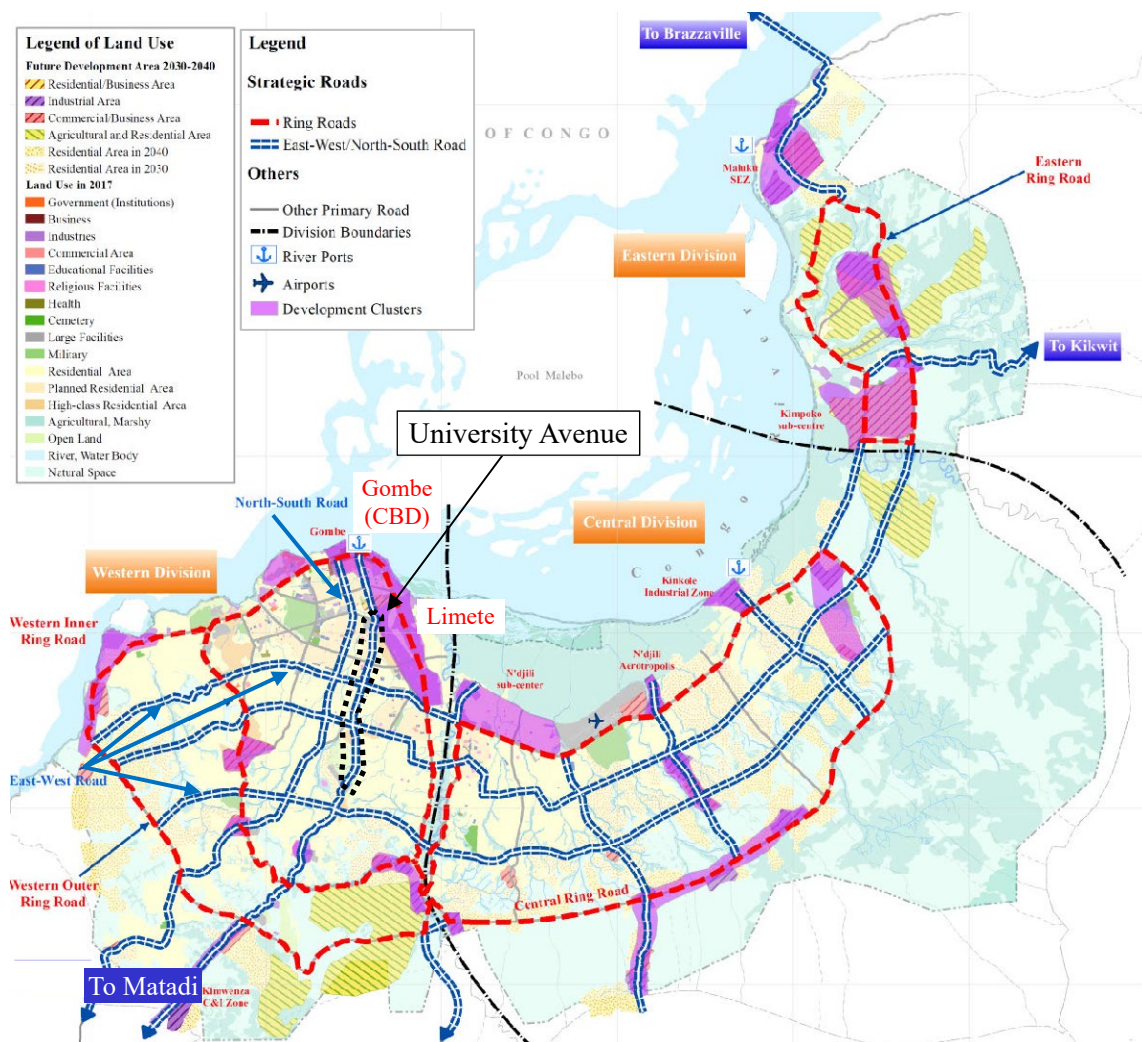 Legend of Land Use
Future Development Area 2030-2040
Residential/Business Area
Industrial Area
Commercial/Business Area
Agricultural and Residential Area
Residential Area in 2040
Residential Area in 2030
Land Use in 2017
Government (Institutions)
Business
Industries
Commercial Area
Educational Facilities
Religious Facilities
Health
Cemetery
Large Facilities
Military
Residential Area
Planned Residential Area
High-class Residential Area
Agricultural, Marshy
Open Land
River, Water Body
Natural Space
Legend
Strategic Roads
Ring Roads
East-West/North-South Road
Others
Other Primary Road
Division Boundaries
River Ports
Airports
Development Clusters
To Brazzaville
OF CONGO
Maluku
SEZ
Eastern
Ring Road
Eastern Division
To Kikwit
Pool Malebo
Kimpoko
sub-centre
University Avenue
North-South Road
Gombe
(CBD)
Gombe
Central Division
Congo
Western Division
Kinkole
Industrial Zone
Limete
Western Inner
Ring Road
N'djili
sub-center
N'djili
Aerotropolis
East-West Road
Western Outer
Ring Road
Central Ring Road
To Matadi
Kimwenza
C&I Zone